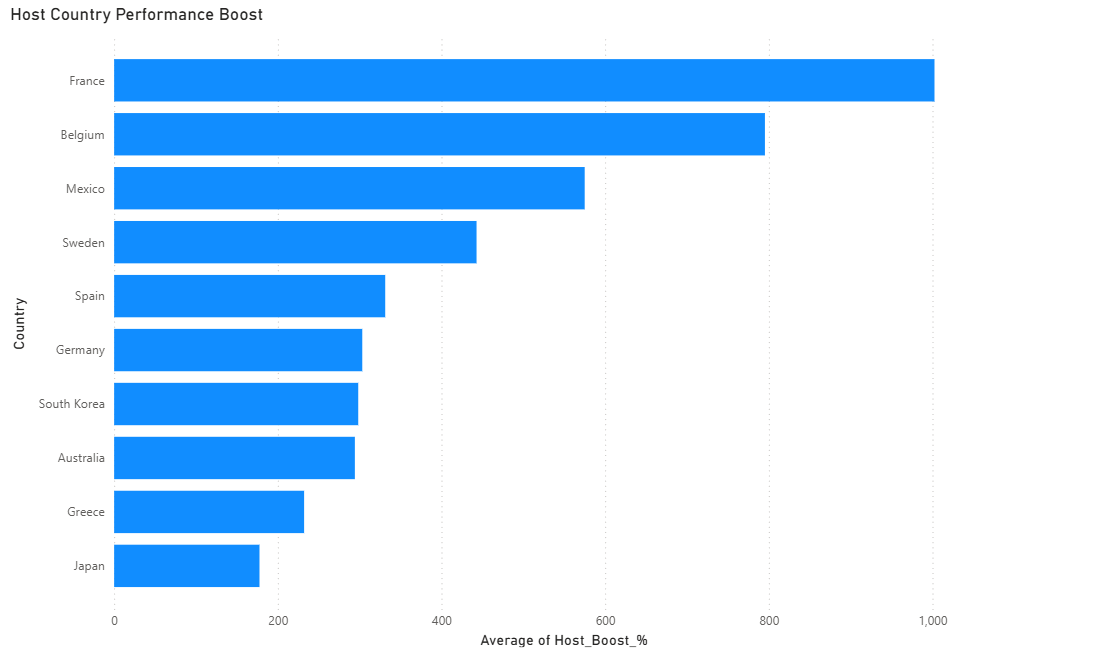 Host Country Performance Boost
Country
France
Belgium
Mexico
Sweden
Spain
Germany
South Korea
Australia
Greece
Japan
0 200 400 600 800 1,000
Average of Host_Boost_%